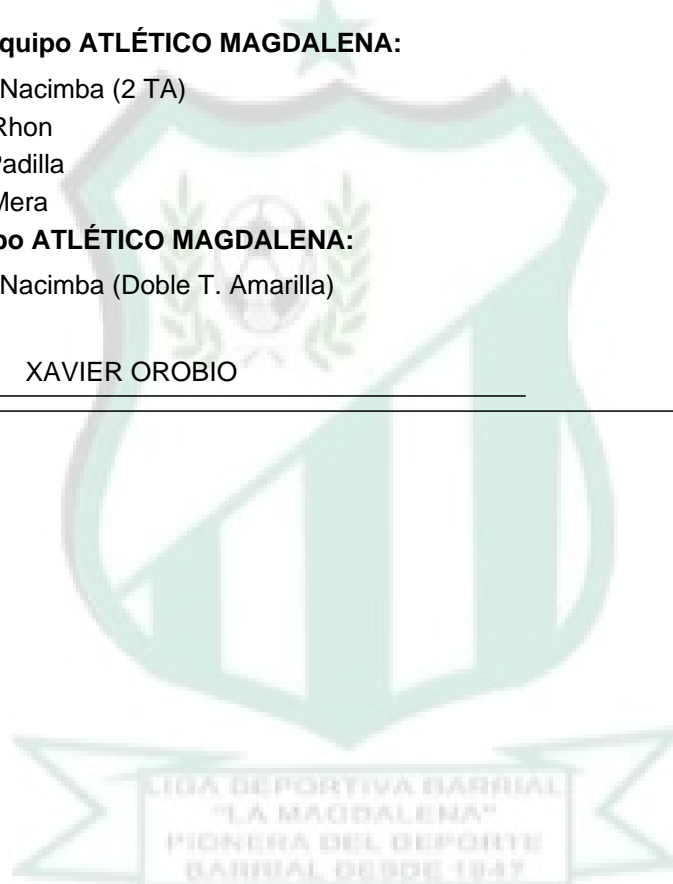 quipo ATLÉTICO MAGDALENA:
Nacimba (2 TA)
Rhon
Padilla
Mera
po ATLÉTICO MAGDALENA:
Nacimba (Doble T. Amarilla)
XAVIER OROBIO
LIGA DEPORTIVA BARRIAL
"LA MAGDALENA"
PIONERA DEL DEPORTE
BARRIAL DESDE 1947